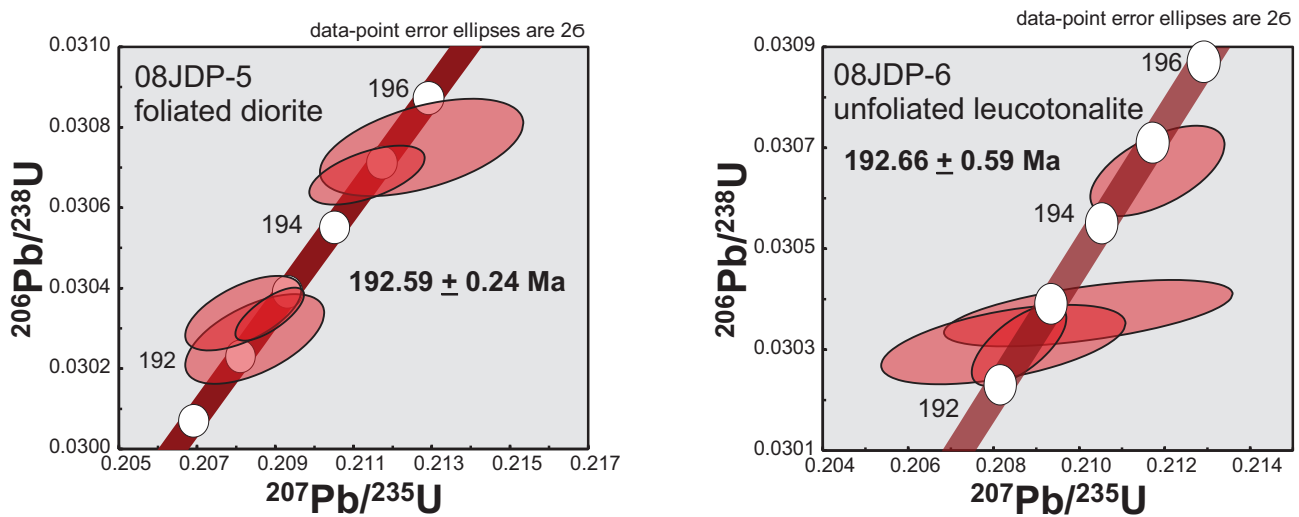 data-point error ellipses are 2б
0.0310
08JDP-5
foliated diorite
196
0.0308
0.0306
194
192.59 ± 0.24 Ma
0.0304
192
0.0302
0.0300
0.205 0.207 0.209 0.211 0.213 0.215 0.217
206Pb/238U
207Pb/235U
data-point error ellipses are 2б
0.0309
08JDP-6
unfoliated leucotonalite
196
192.66 ± 0.59 Ma
0.0307
194
0.0305
0.0303
192
0.0301
0.204 0.206 0.208 0.210 0.212 0.214
206Pb/238U
207Pb/235U